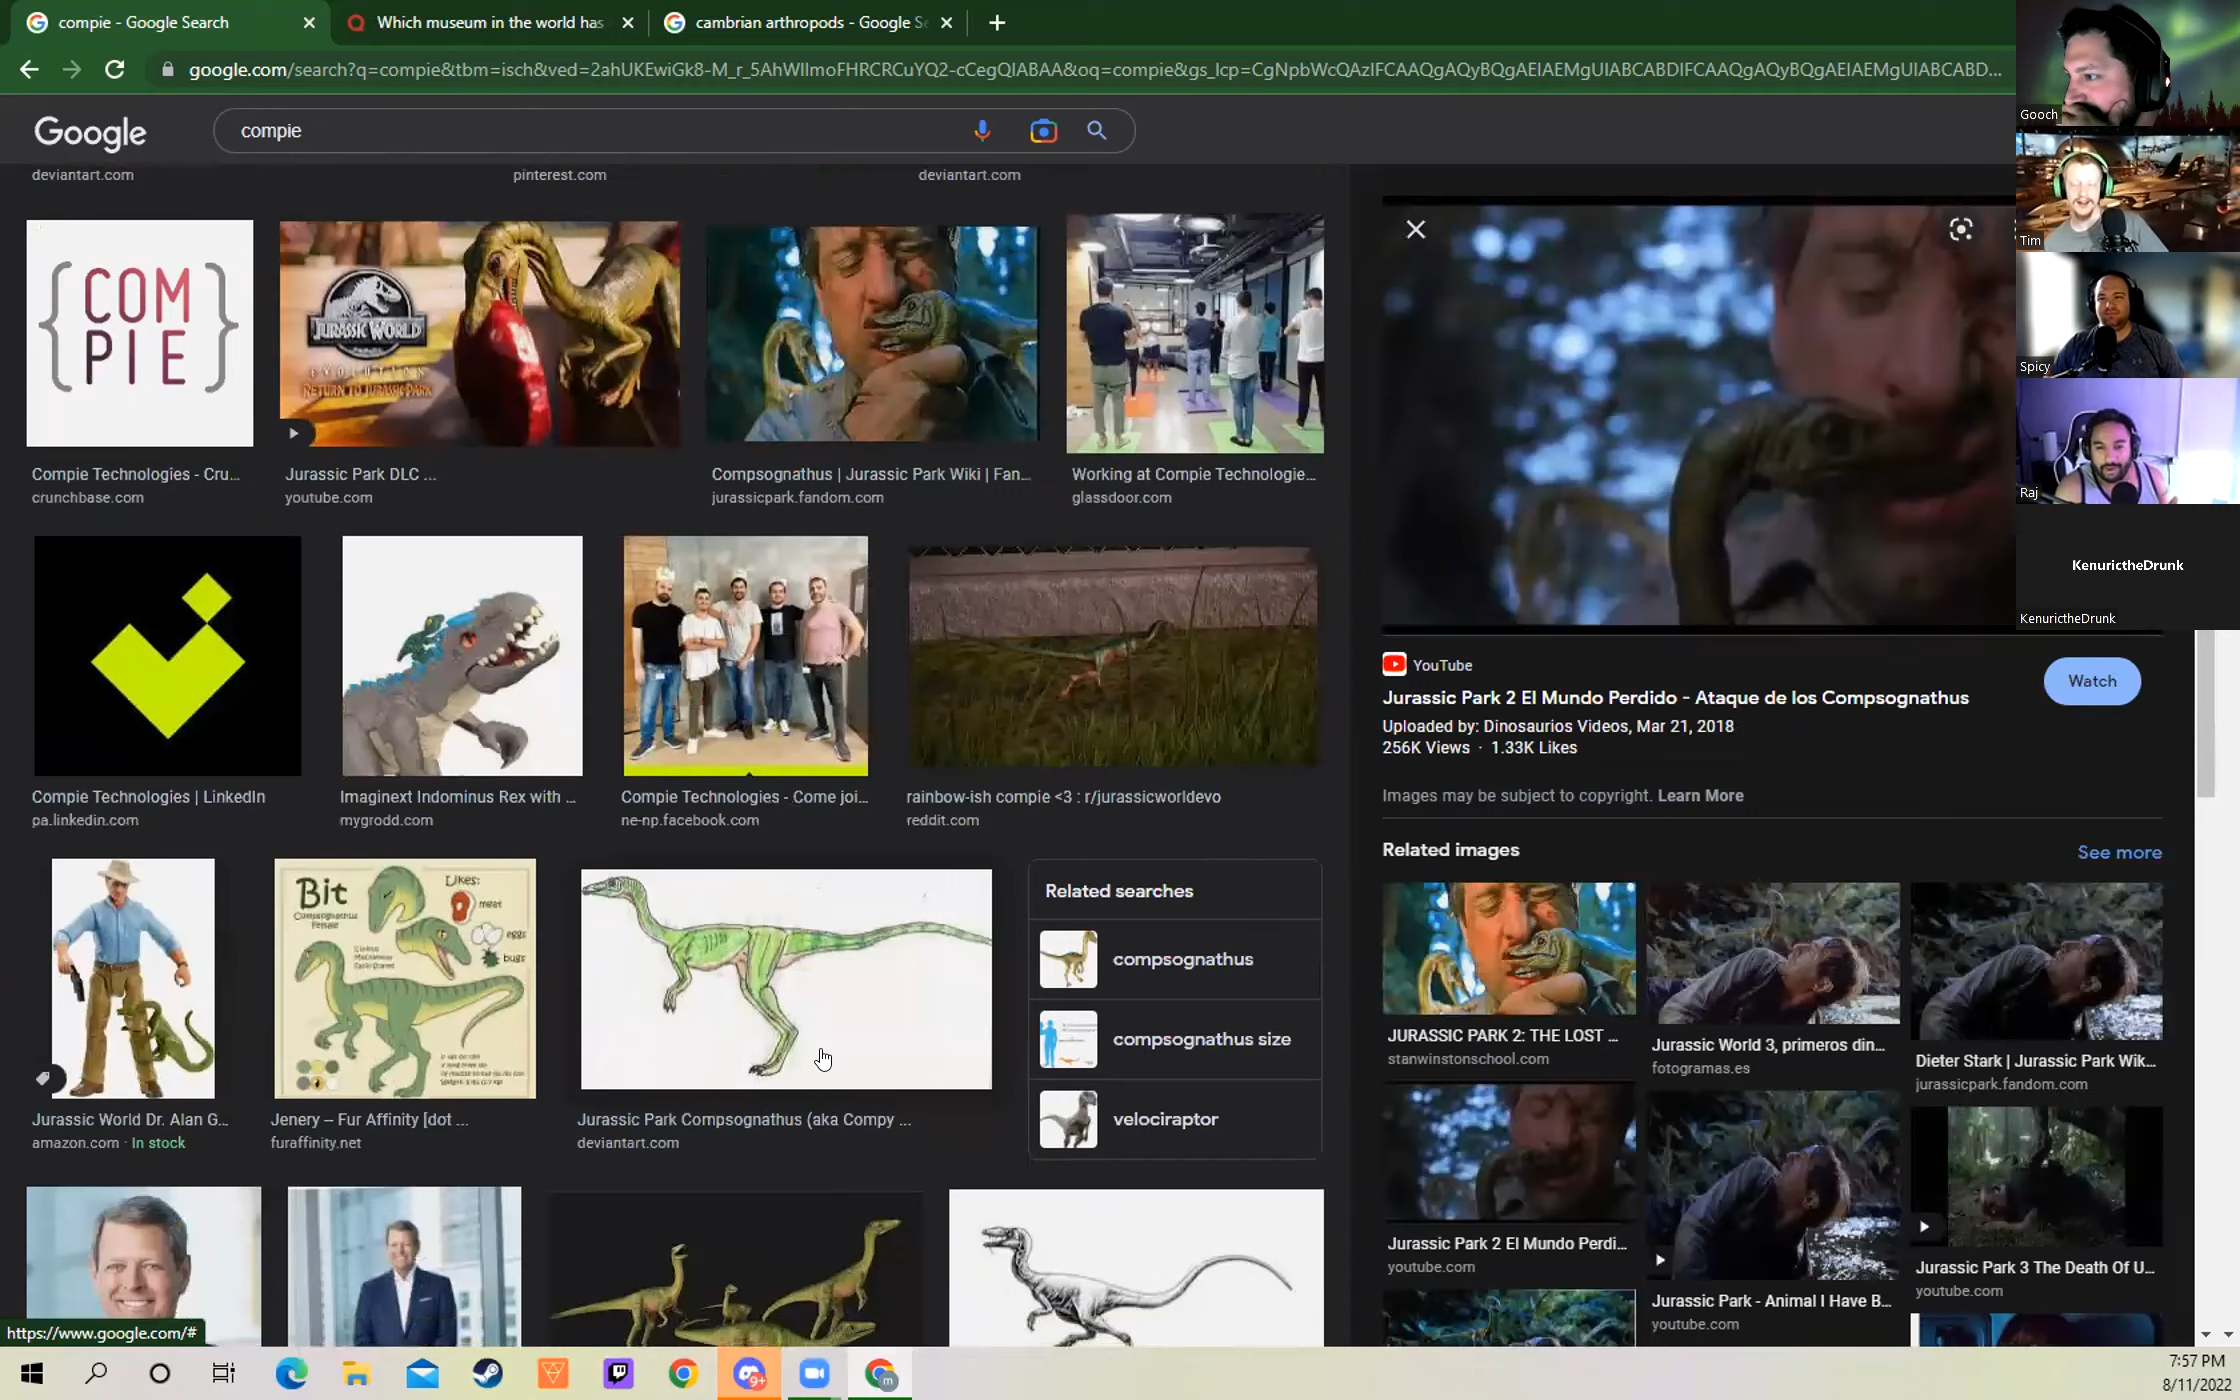 compie - Google Search
Which museum in the world has
cambrian arthropods - Google Se
google.com/search?q=compie&tbm=isch&ved=2ahUKEwiGk8-M_r_5AhWIlmoFHRCRCuYQ2-cCegQIABAA&oq=compie&gs_lcp=CgNpbWcQAzIFCAAQgAQyBQgAEIAEMgUIABCABDIFCAAQgAQyBQgAEIAEMgUIABCABD...
Gooch
Google
compie
deviantart.com
pinterest.com
deviantart.com
Tim
Spicy
Raj
KenurictheDrunk
KenurictheDrunk
{COM
PIE}
JURASSIC WORLD
EVOLUTION
RETURN TO JURASSIC PARK
Compie Technologies - Cru...
crunchbase.com
Jurassic Park DLC ...
youtube.com
Compsognathus | Jurassic Park Wiki | Fan...
jurassicpark.fandom.com
Working at Compie Technologie...
glassdoor.com
Compie Technologies | LinkedIn
pa.linkedin.com
Imaginext Indominus Rex with ...
mygrodd.com
Compie Technologies - Come joi...
ne-np.facebook.com
rainbow-ish compie <3 : r/jurassicworldevo
reddit.com
YouTube
Watch
Jurassic Park 2 El Mundo Perdido - Ataque de los Compsognathus
Uploaded by: Dinosaurios Videos, Mar 21, 2018
256K Views · 1.33K Likes
Images may be subject to copyright. Learn More
Related images
See more
Bit
Compsognathus
Female
Likes:
meat
eggs
bugs
Related searches
compsognathus
compsognathus size
velociraptor
Jurassic World Dr. Alan G...
amazon.com · In stock
Jenery – Fur Affinity [dot ...
furaffinity.net
Jurassic Park Compsognathus (aka Compy ...
deviantart.com
JURASSIC PARK 2: THE LOST ...
stanwinstonschool.com
Jurassic World 3, primeros din...
fotogramas.es
Dieter Stark | Jurassic Park Wik...
jurassicpark.fandom.com
Jurassic Park 2 El Mundo Perdi...
youtube.com
Jurassic Park - Animal I Have B...
youtube.com
Jurassic Park 3 The Death Of U...
youtube.com
https://www.google.com/#
9+
m
7:57 PM
8/11/2022